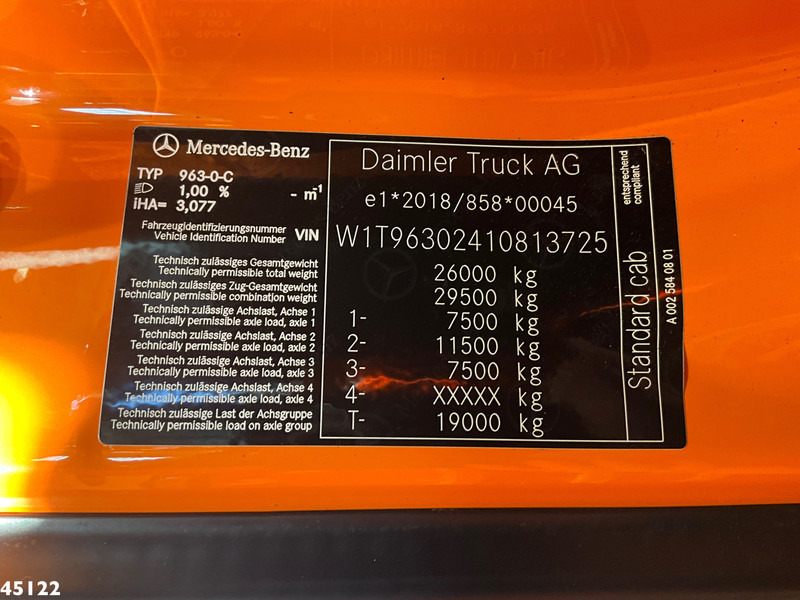 Mercedes-Benz
TYP 963-0-C
1,00 % - m¹
iHA= 3,077
Fahrzeugidentifizierungsnummer
Vehicle Identification Number VIN
Daimler Truck AG
e1*2018/858*00045
W1T96302410813725
Technisch zulässiges Gesamtgewicht
Technically permissible total weight
26000 kg
Technisch zulässiges Zug-Gesamtgewicht
Technically permissible combination weight
29500 kg
Technisch zulässige Achslast, Achse 1
Technically permissible axle load, axle 1
1- 7500 kg
Technisch zulässige Achslast, Achse 2
Technically permissible axle load, axle 2
2- 11500 kg
Technisch zulässige Achslast, Achse 3
Technically permissible axle load, axle 3
3- 7500 kg
Technisch zulässige Achslast, Achse 4
Technically permissible axle load, axle 4
4- XXXXX kg
Technisch zulässige Last der Achsgruppe
Technically permissible load on axle group
T- 19000 kg
entsprechend
compliant
Standard cab
A 002 584 08 01
45122